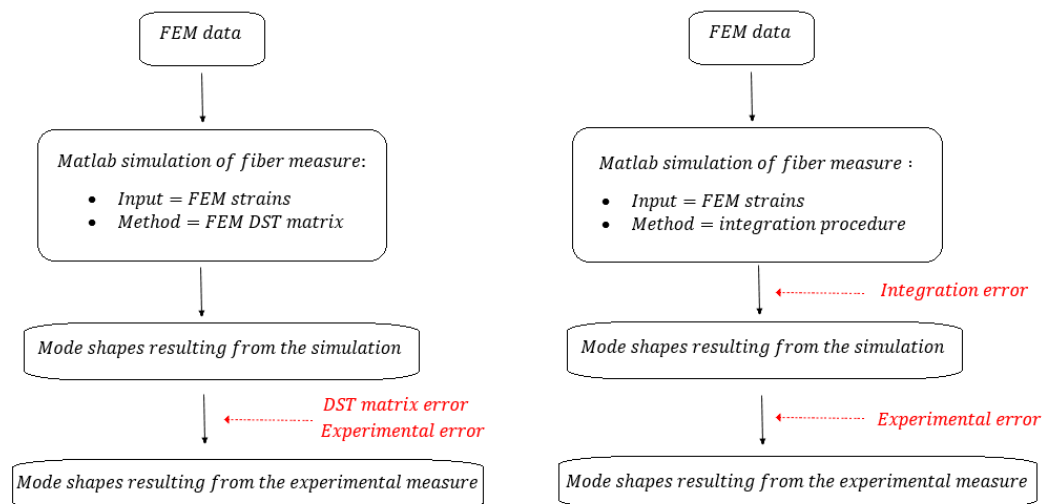 FEM data
Matlab simulation of fiber measure:
• Input = FEM strains
• Method = FEM DST matrix
Mode shapes resulting from the simulation
DST matrix error
Experimental error
Mode shapes resulting from the experimental measure
FEM data
Matlab simulation of fiber measure :
• Input = FEM strains
• Method = integration procedure
Integration error
Mode shapes resulting from the simulation
Experimental error
Mode shapes resulting from the experimental measure